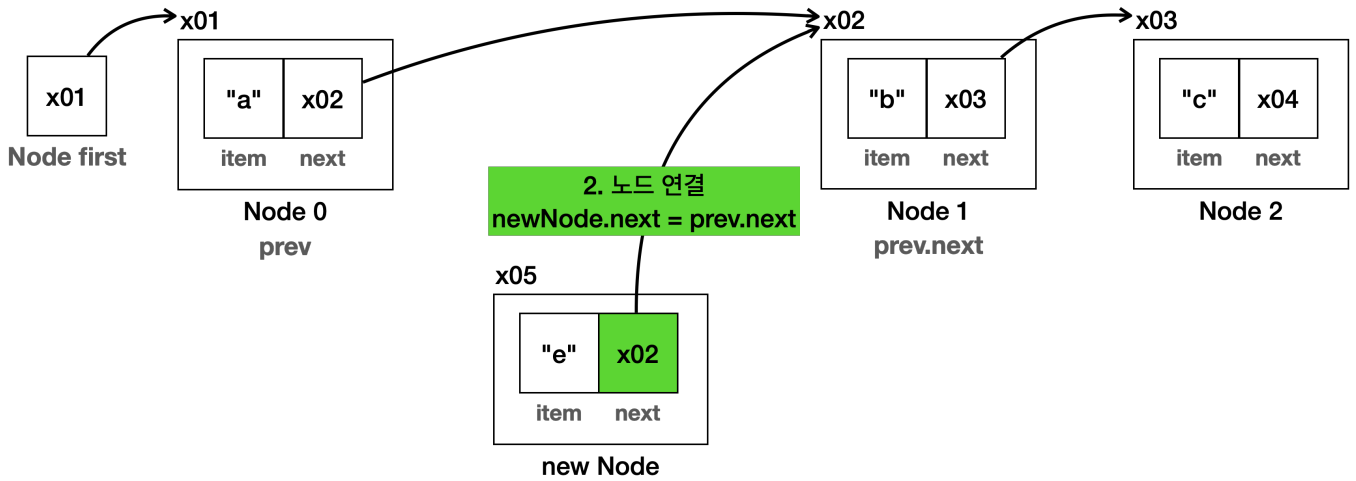 x01
x01
Node first
"a" x02
item next
Node 0
prev
2. 노드 연결
newNode.next = prev.next
x02
"b" x03
item next
Node 1
prev.next
x03
"c" x04
item next
Node 2
x05
"e" x02
item next
new Node